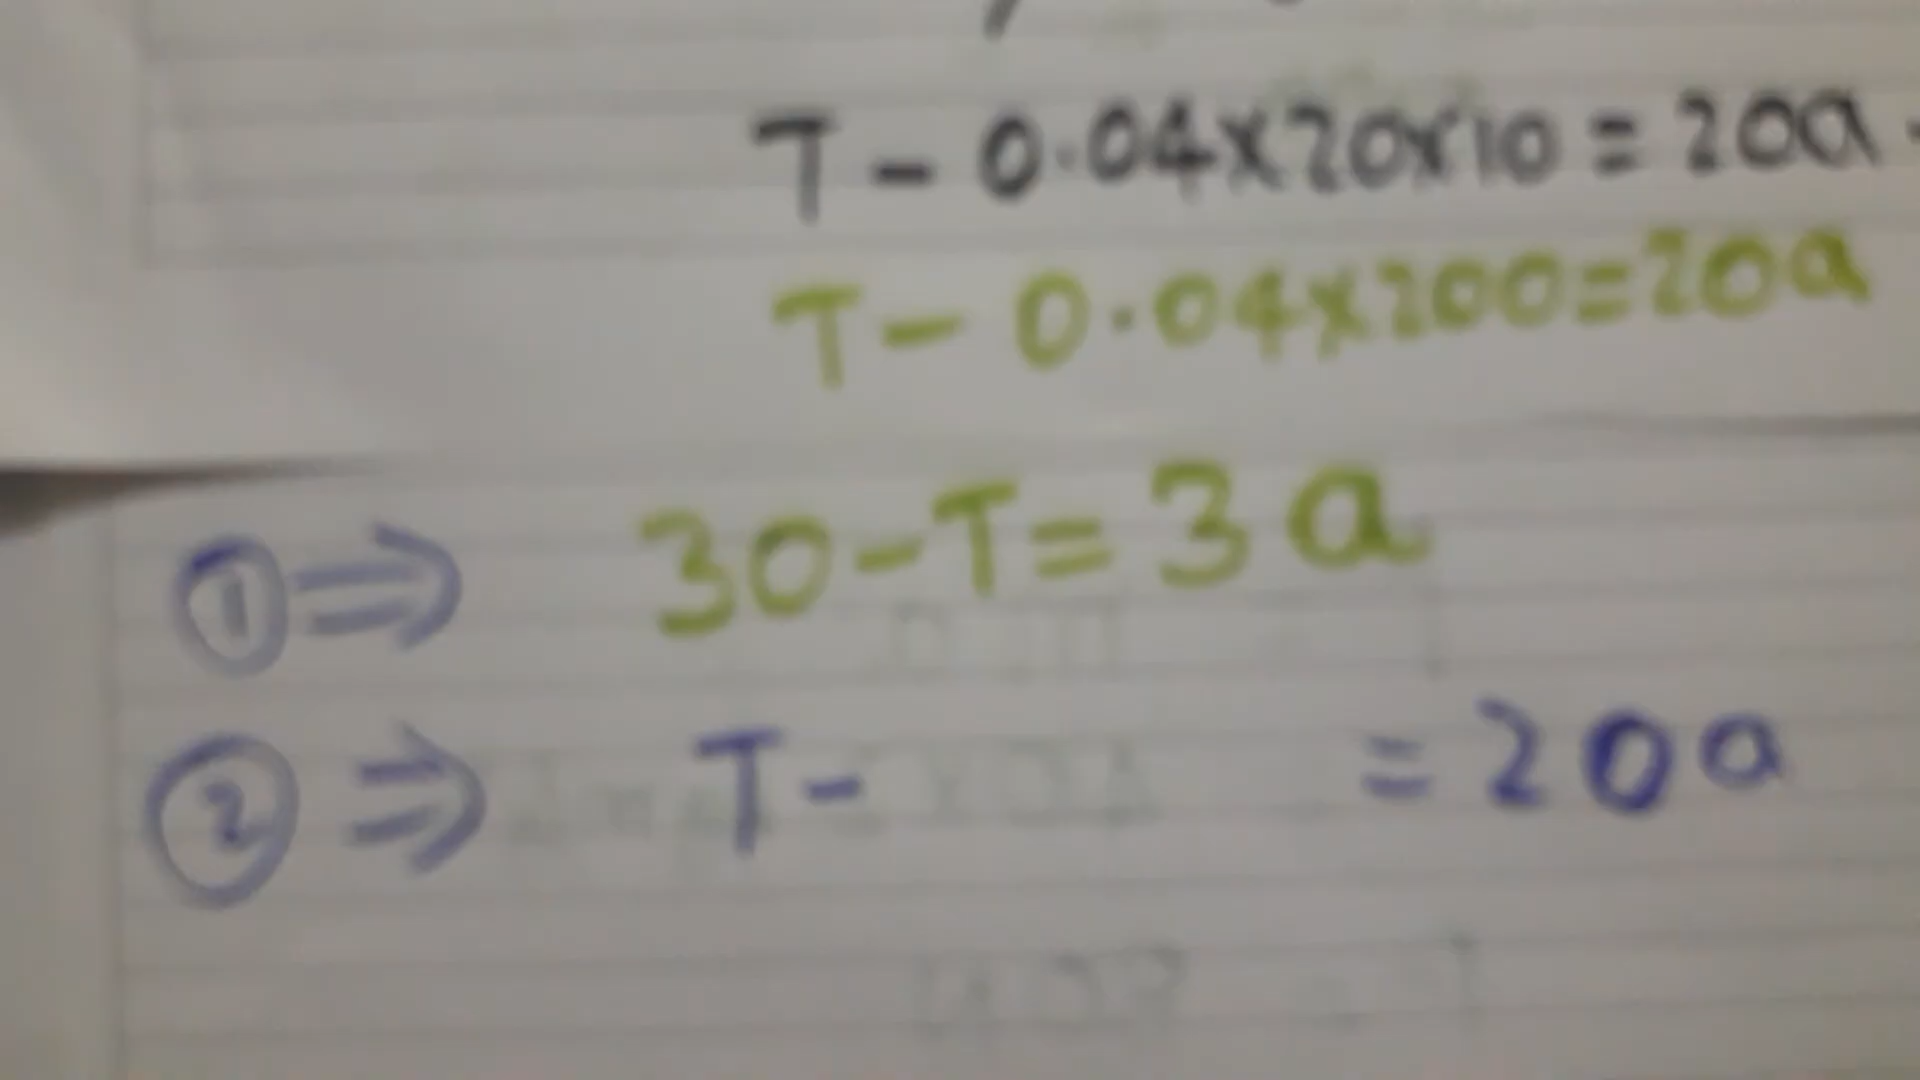 T - 0.04x20x10 = 20a
T - 0.04x200=20a
① ⇒ 30-T=3a
② ⇒ T- = 20a